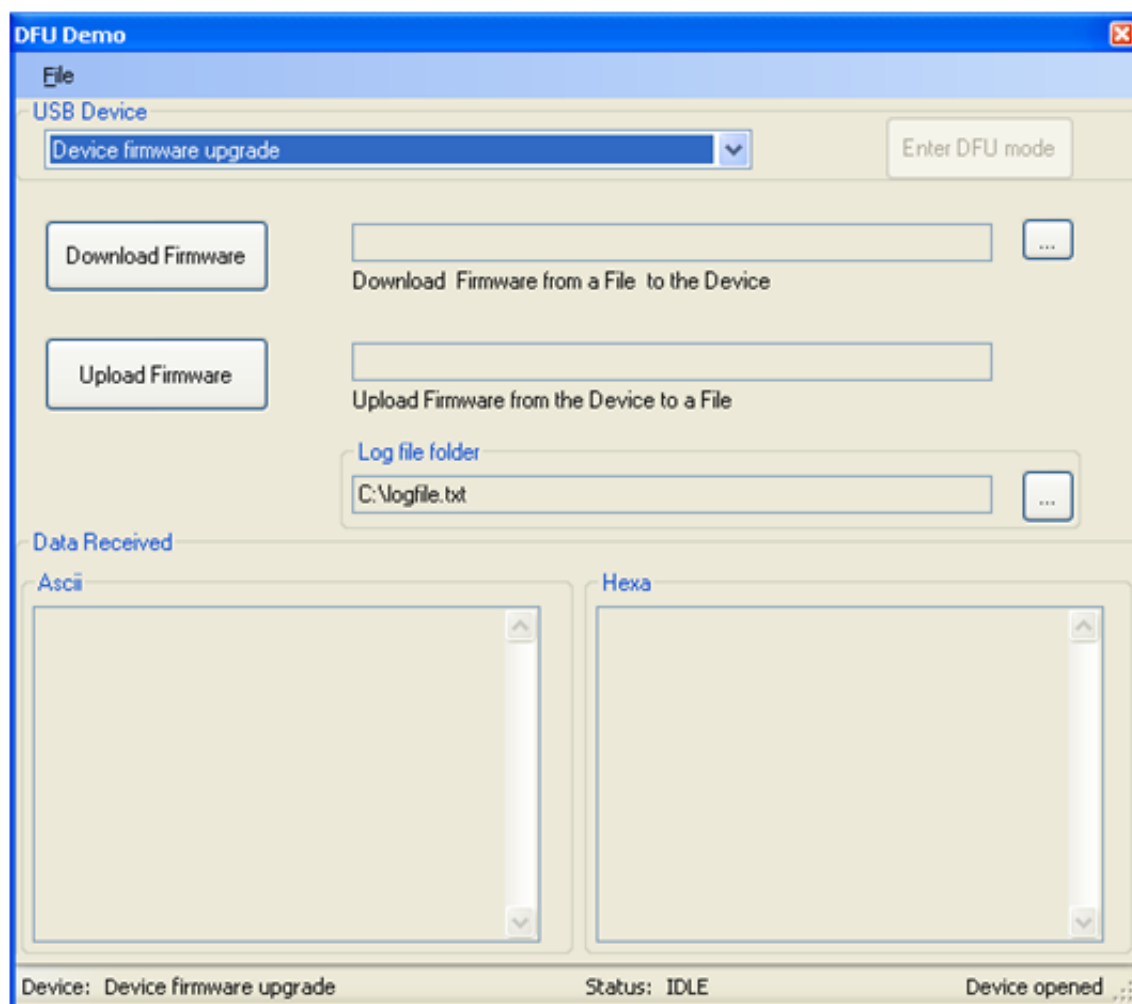 DFU Demo
File
USB Device
Device firmware upgrade
Enter DFU mode
Download Firmware
...
Download  Firmware from a File  to the Device
Upload Firmware
Upload Firmware from the Device to a File
Log file folder
C:\logfile.txt
...
Data Received
Ascii
Hexa
Device:  Device firmware upgrade
Status:  IDLE
Device opened